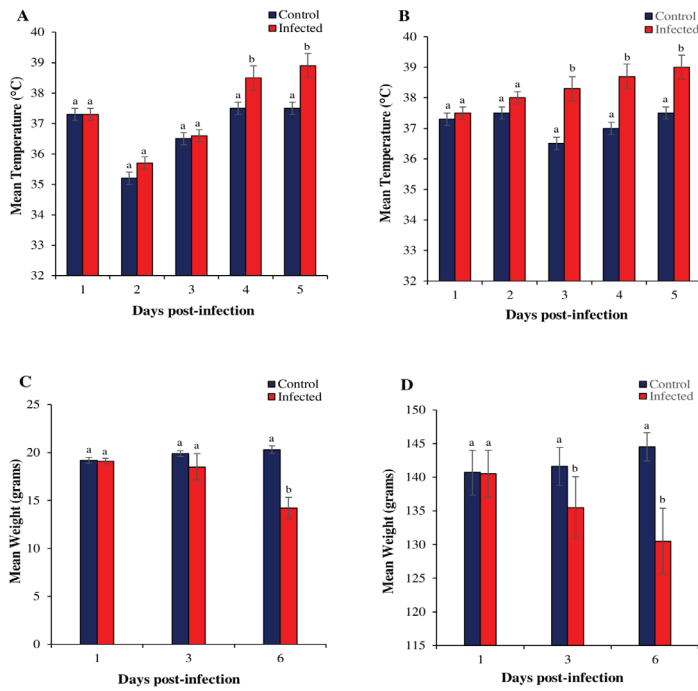 A
Control
Infected
Mean Temperature (°C)
40
39
38
37
36
35
34
33
32
a a
a a
a a
a b
a b
1 2 3 4 5
Days post-infection
B
Control
Infected
Mean Temperature (°C)
40
39
38
37
36
35
34
33
32
a a
a a
a b
a b
a b
1 2 3 4 5
Days post-infection
C
Control
Infected
Mean Weight (grams)
25
20
15
10
5
0
a a
a a
a b
1 3 6
Days post-infection
D
Control
Infected
Mean Weight (grams)
150
145
140
135
130
125
120
115
a a
a b
a b
1 3 6
Days post-infection